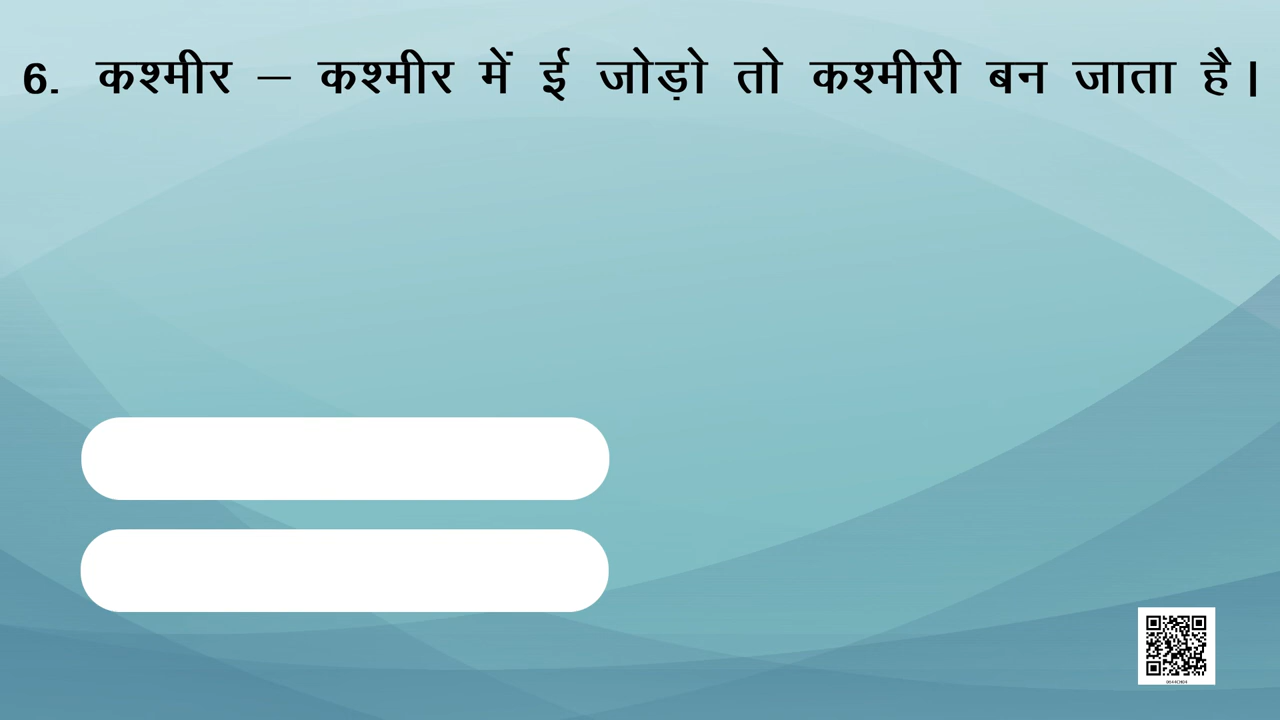 6. कश्मीर – कश्मीर में ई जोड़ो तो कश्मीरी बन जाता है।